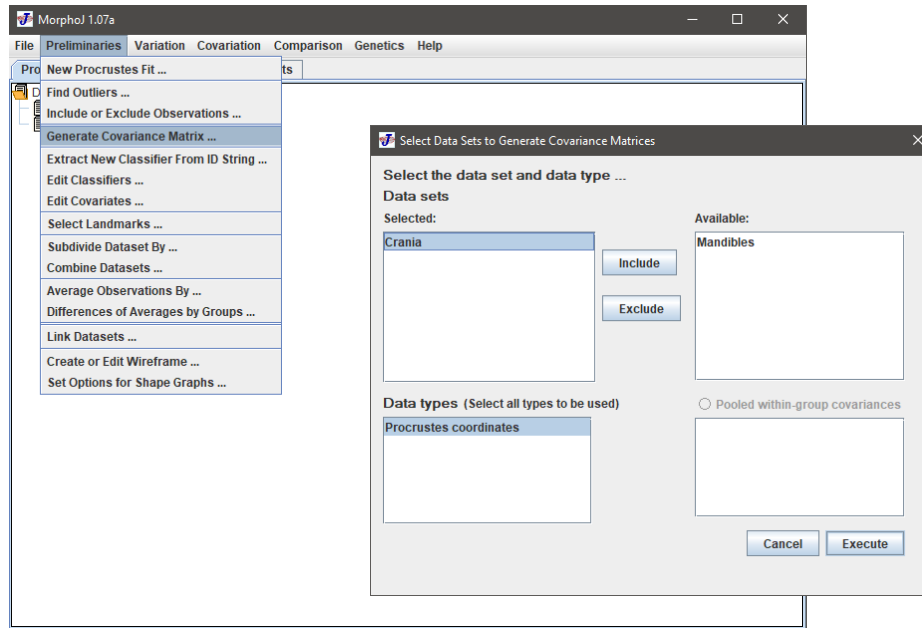 MorphoJ 1.07a
File Preliminaries Variation Covariation Comparison Genetics Help
Pro
ts
New Procrustes Fit ...
D
Find Outliers ...
Include or Exclude Observations ...
Generate Covariance Matrix ...
Extract New Classifier From ID String ...
Edit Classifiers ...
Edit Covariates ...
Select Landmarks ...
Subdivide Dataset By ...
Combine Datasets ...
Average Observations By ...
Differences of Averages by Groups ...
Link Datasets ...
Create or Edit Wireframe ...
Set Options for Shape Graphs ...
Select Data Sets to Generate Covariance Matrices
Select the data set and data type ...
Data sets
Selected: Available:
Crania Mandibles
Include
Exclude
Data types (Select all types to be used) Pooled within-group covariances
Procrustes coordinates
Cancel Execute